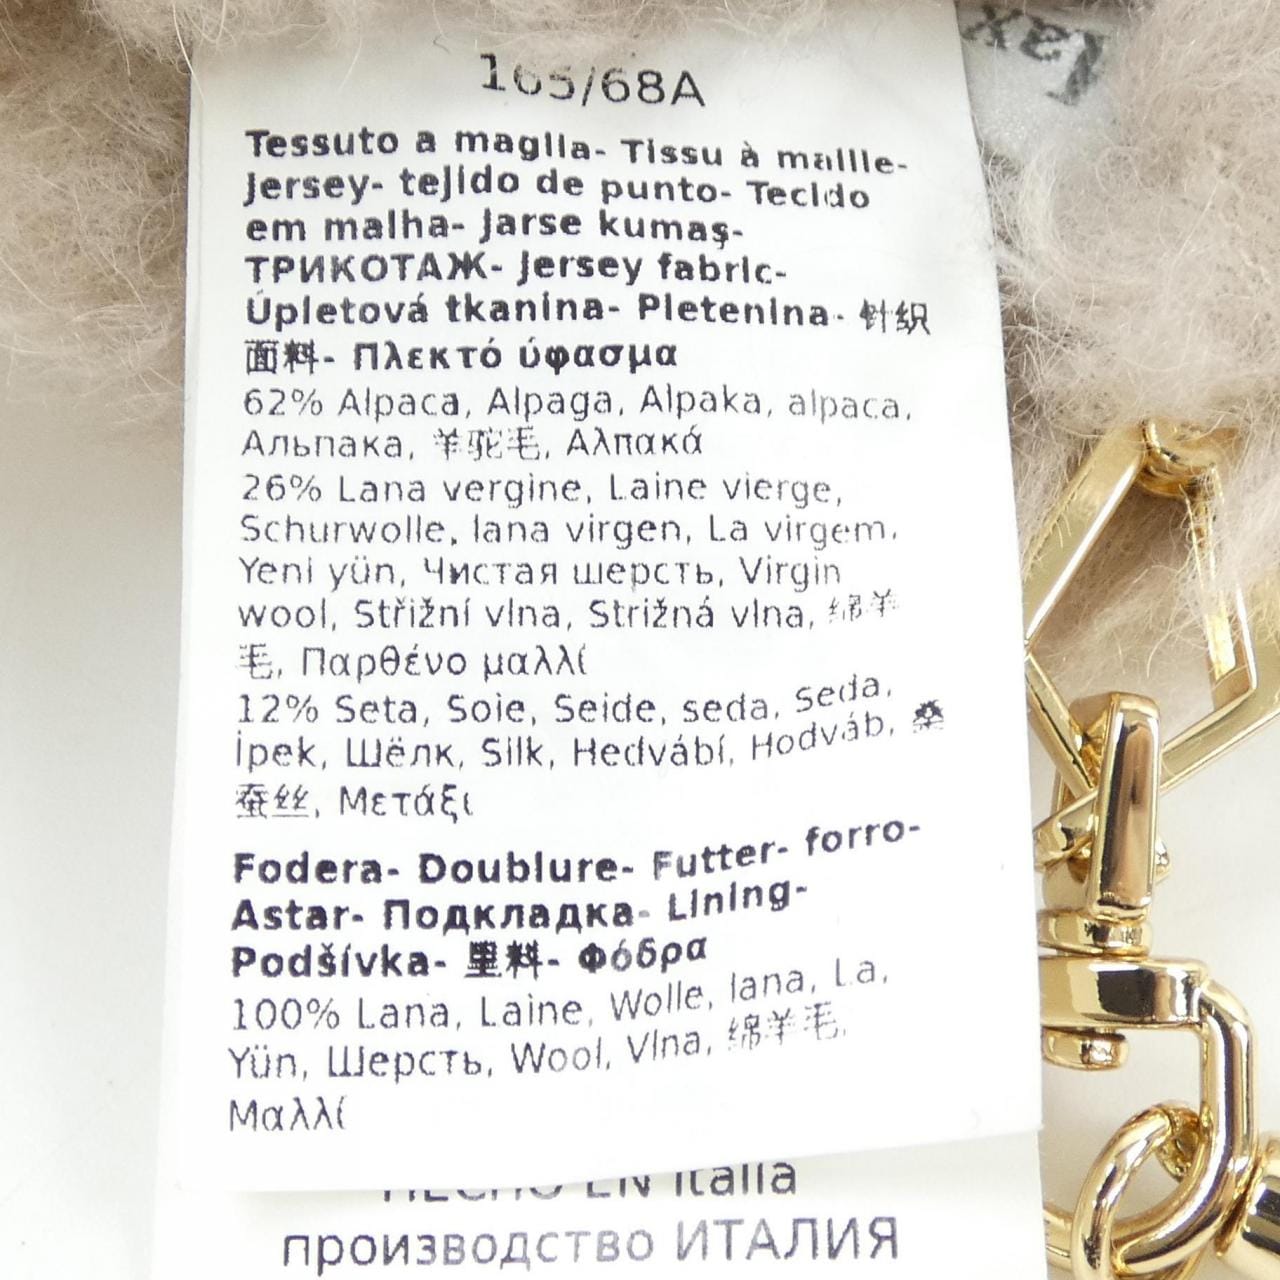 165/68A
Tessuto a maglia- Tissu à maille-
Jersey- tejido de punto- Tecido
em malha- Jarse kumaş-
ТРИКОТАЖ- Jersey fabric-
Úpletová tkanina- Pletenina- 针织
面料- Πλεκτό ύφασμα
62% Alpaca, Alpaga, Alpaka, alpaca,
Альпака, 羊驼毛, Αλπακά
26% Lana vergine, Laine vierge,
Schurwolle, lana virgen, La virgem,
Yeni yün, Чистая шерсть, Virgin
wool, Střižní vlna, Strižná vlna, 绵羊
毛, Παρθένο μαλλί
12% Seta, Soie, Seide, seda, Seda,
İpek, Шёлк, Silk, Hedvábí, Hodváb, 桑
蚕丝, Μετάξι
Fodera- Doublure- Futter- forro-
Astar- Подкладка- Lining-
Podšívka- 里料- Φόδρα
100% Lana, Laine, Wolle, lana, La,
Yün, Шерсть, Wool, Vlna, 绵羊毛,
Μαλλί
HECHO EN Italia
производство ИТАЛИЯ